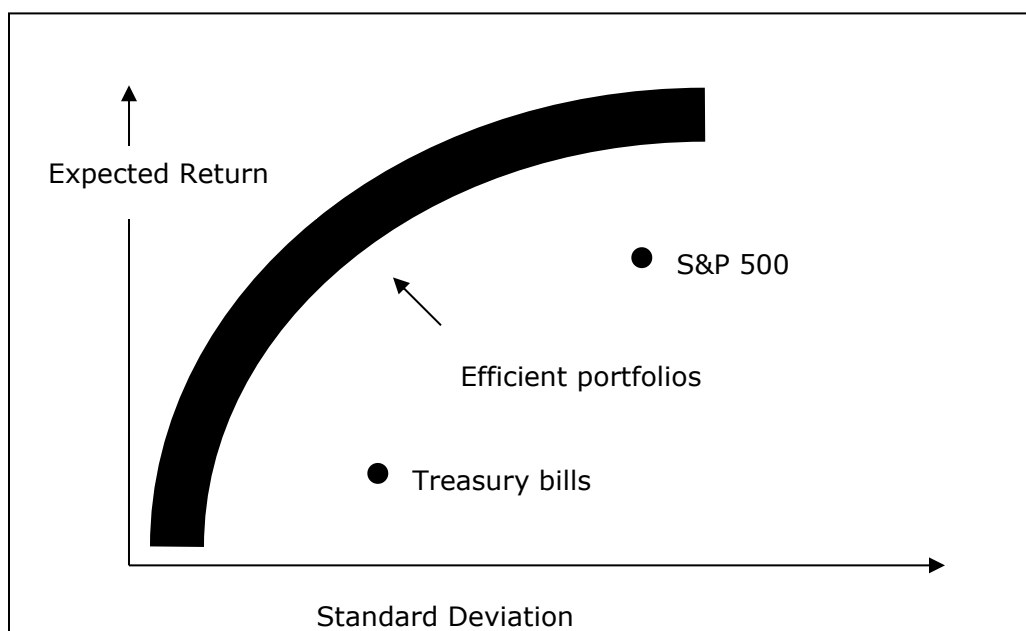 Expected Return
S&P 500
Efficient portfolios
Treasury bills
Standard Deviation